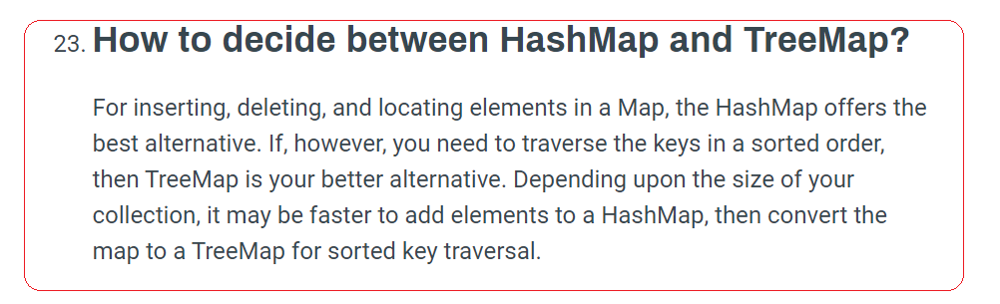 23. How to decide between HashMap and TreeMap?
For inserting, deleting, and locating elements in a Map, the HashMap offers the
best alternative. If, however, you need to traverse the keys in a sorted order,
then TreeMap is your better alternative. Depending upon the size of your
collection, it may be faster to add elements to a HashMap, then convert the
map to a TreeMap for sorted key traversal.